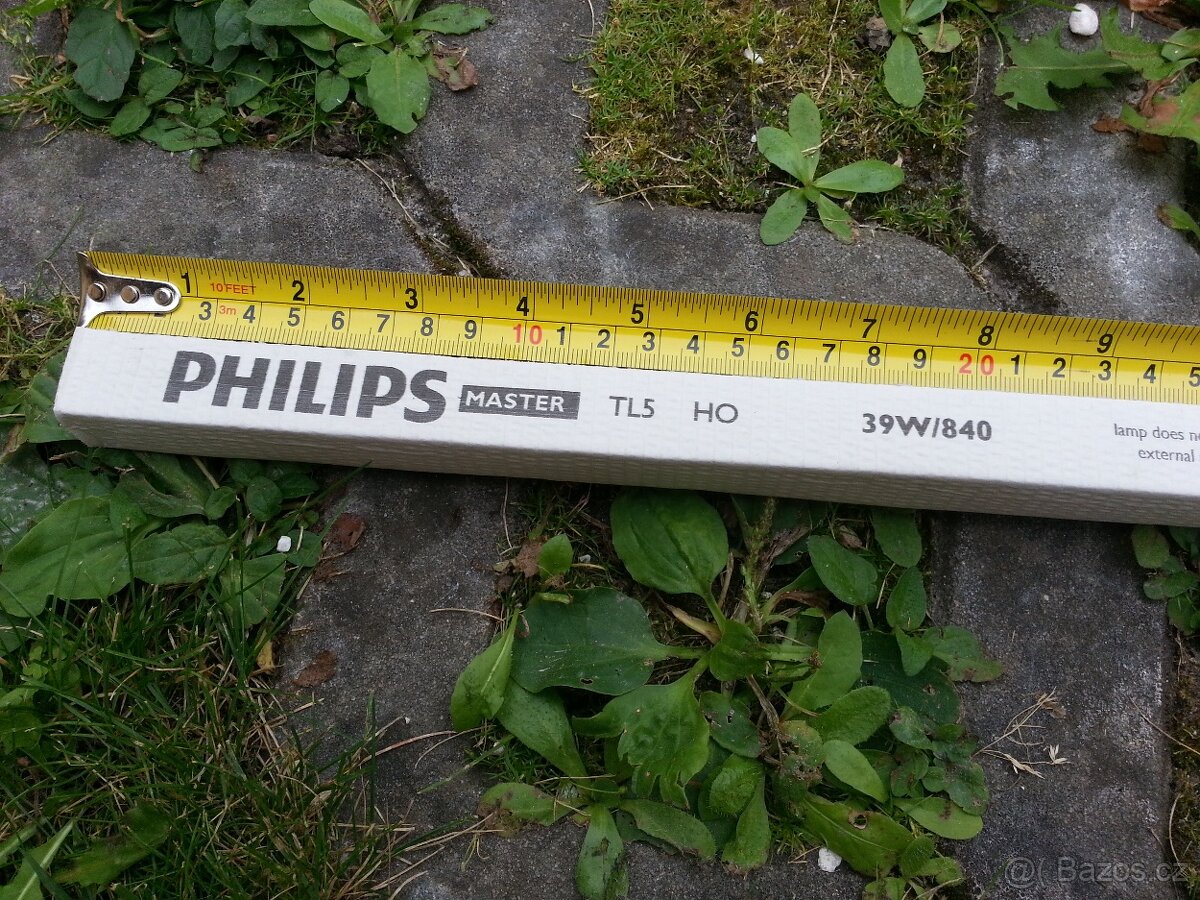 1 10 FEET 2 3 4 5 6 7 8 9
3 3m 4 5 6 7 8 9 10 1 2 3 4 5 6 7 8 9 20 1 2 3 4 5
PHILIPS MASTER TL5 HO 39W/840
lamp does
external
@( Bazos.cz